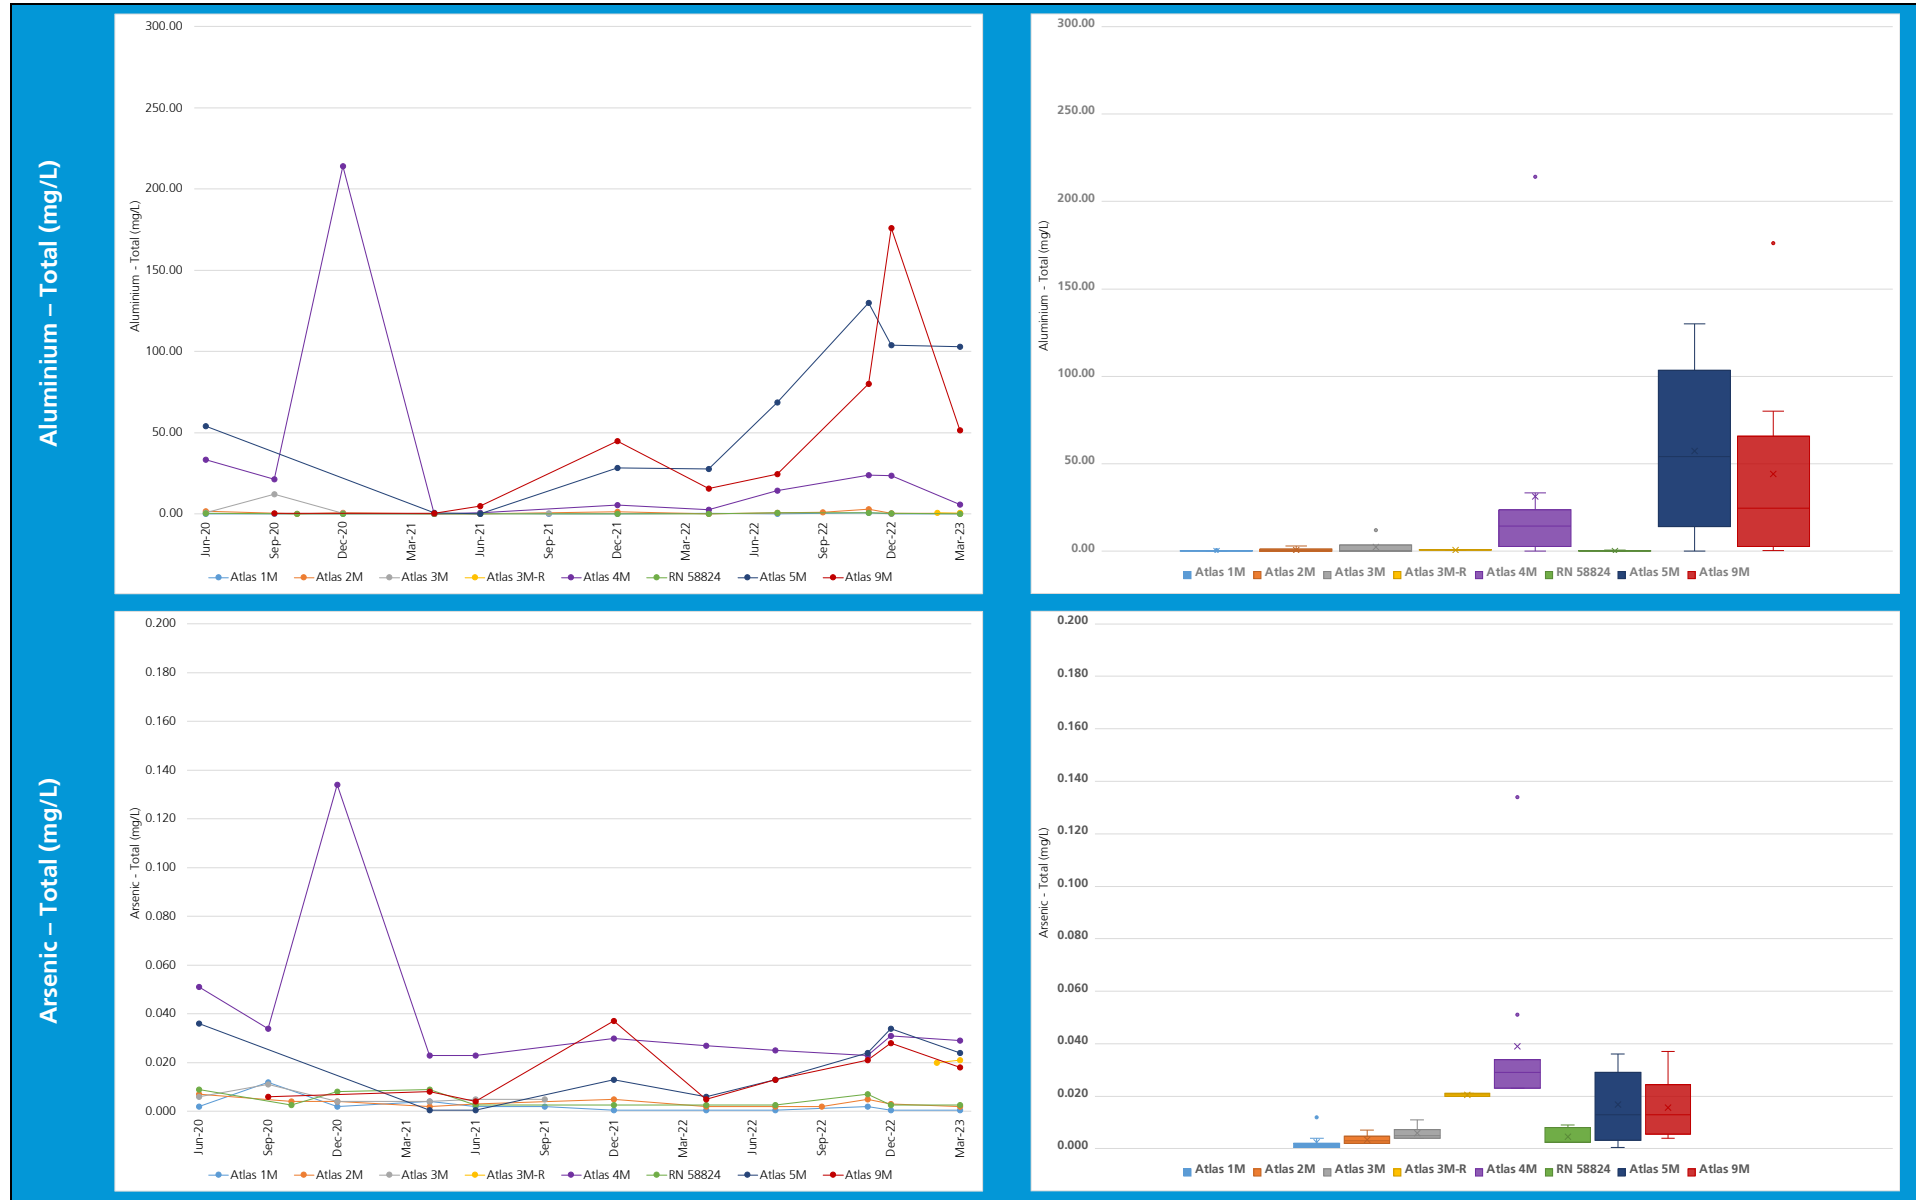 Aluminium – Total (mg/L)
300.00
250.00
200.00
150.00
100.00
50.00
0.00
Aluminium - Total (mg/L)
Jun-20
Sep-20
Dec-20
Mar-21
Jun-21
Sep-21
Dec-21
Mar-22
Jun-22
Sep-22
Dec-22
Mar-23
Atlas 1M Atlas 2M Atlas 3M Atlas 3M-R Atlas 4M RN 58824 Atlas 5M Atlas 9M
300.00
250.00
200.00
150.00
100.00
50.00
0.00
Aluminium - Total (mg/L)
Atlas 1M Atlas 2M Atlas 3M Atlas 3M-R Atlas 4M RN 58824 Atlas 5M Atlas 9M
Arsenic – Total (mg/L)
0.200
0.180
0.160
0.140
0.120
0.100
0.080
0.060
0.040
0.020
0.000
Arsenic - Total (mg/L)
Jun-20
Sep-20
Dec-20
Mar-21
Jun-21
Sep-21
Dec-21
Mar-22
Jun-22
Sep-22
Dec-22
Mar-23
Atlas 1M Atlas 2M Atlas 3M Atlas 3M-R Atlas 4M RN 58824 Atlas 5M Atlas 9M
0.200
0.180
0.160
0.140
0.120
0.100
0.080
0.060
0.040
0.020
0.000
Arsenic - Total (mg/L)
Atlas 1M Atlas 2M Atlas 3M Atlas 3M-R Atlas 4M RN 58824 Atlas 5M Atlas 9M